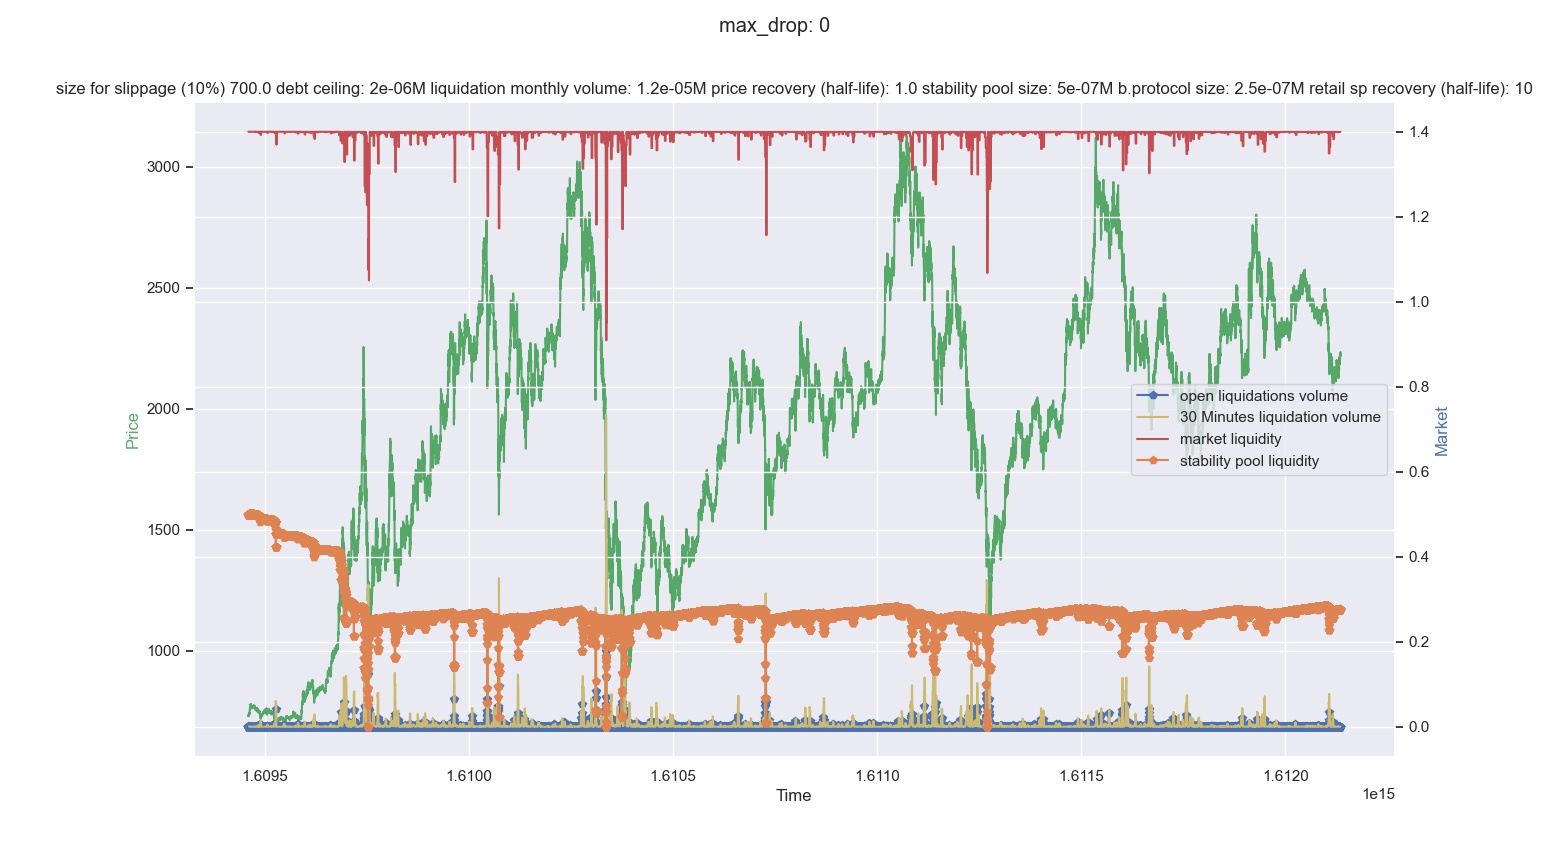 max_drop: 0
size for slippage (10%) 700.0 debt ceiling: 2e-06M liquidation monthly volume: 1.2e-05M price recovery (half-life): 1.0 stability pool size: 5e-07M b.protocol size: 2.5e-07M retail sp recovery (half-life): 10
3000
2500
2000
1500
1000
Price
1.4
1.2
1.0
0.8
0.6
0.4
0.2
0.0
Market
open liquidations volume
30 Minutes liquidation volume
market liquidity
stability pool liquidity
1.6095 1.6100 1.6105 1.6110 1.6115 1.6120
Time
1e15